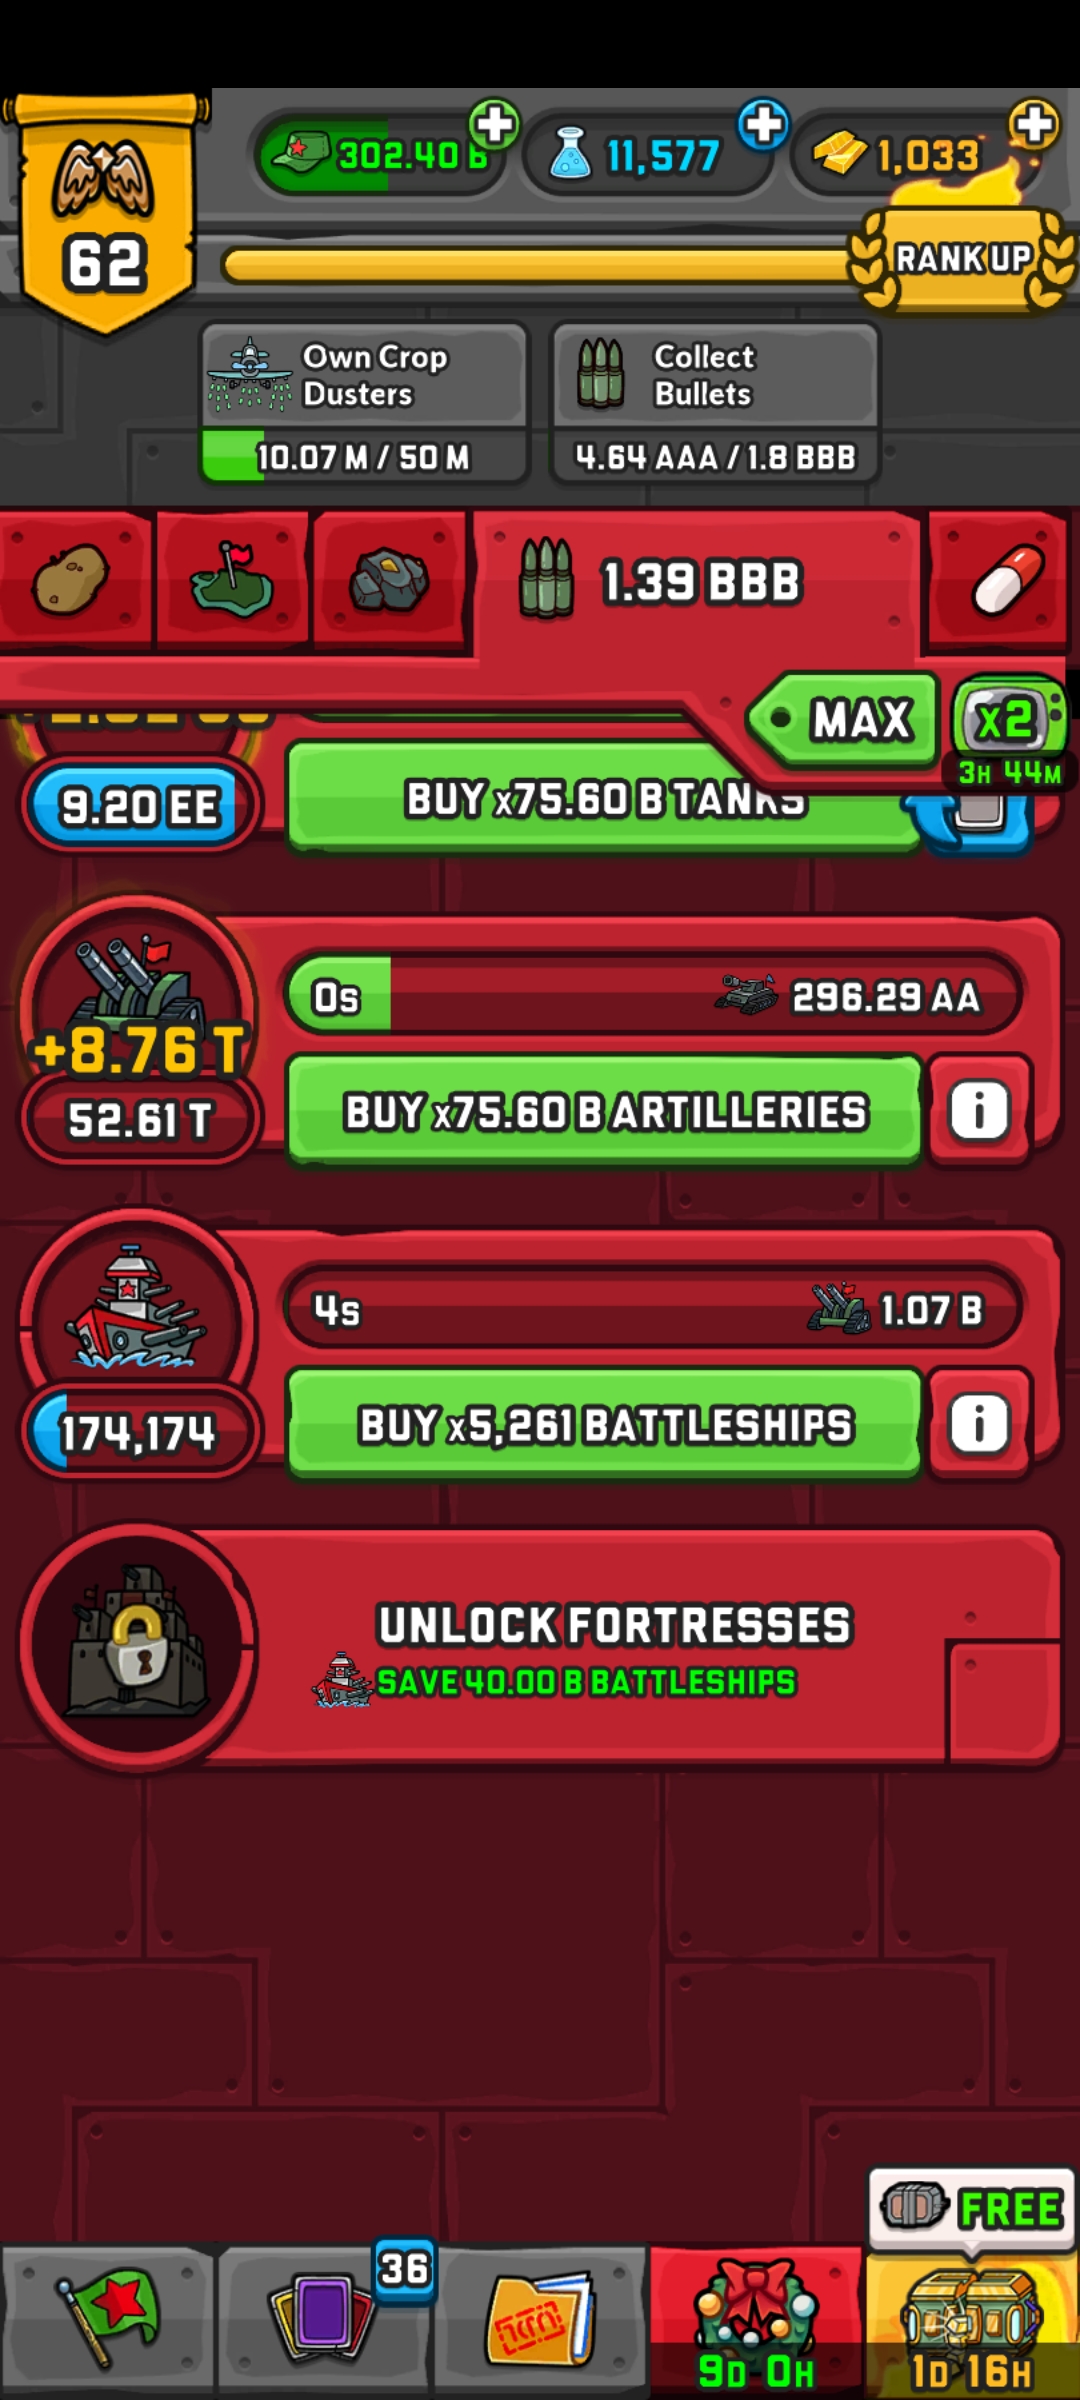 302.40 B
11,577
1,033
62
RANK UP
Own Crop
Dusters
10.07 M / 50 M
Collect
Bullets
4.64 AAA / 1.8 BBB
1.39 BBB
MAX
x2
3H 44M
9.20 EE
BUY x75.60 B TANKS
0s
296.29 AA
+8.76 T
52.61 T
BUY x75.60 B ARTILLERIES
i
4s
1.07 B
174,174
BUY x5,261 BATTLESHIPS
i
UNLOCK FORTRESSES
SAVE 40.00 B BATTLESHIPS
FREE
36
9D 0H
1D 16H